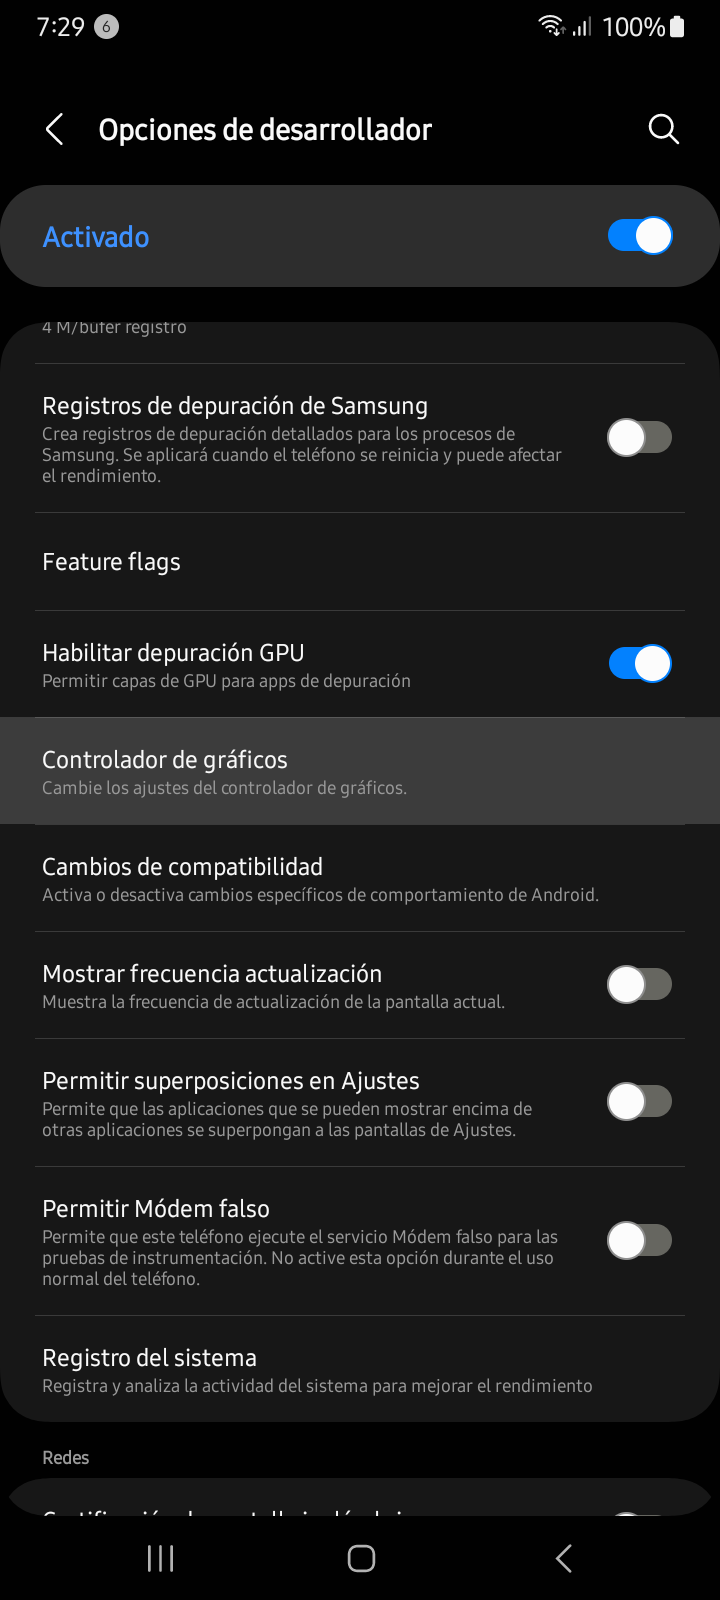 7:29 6 100%
Opciones de desarrollador
Activado
4 M/búfer registro
Registros de depuración de Samsung
Crea registros de depuración detallados para los procesos de
Samsung. Se aplicará cuando el teléfono se reinicia y puede afectar
el rendimiento.
Feature flags
Habilitar depuración GPU
Permitir capas de GPU para apps de depuración
Controlador de gráficos
Cambie los ajustes del controlador de gráficos.
Cambios de compatibilidad
Activa o desactiva cambios específicos de comportamiento de Android.
Mostrar frecuencia actualización
Muestra la frecuencia de actualización de la pantalla actual.
Permitir superposiciones en Ajustes
Permite que las aplicaciones que se pueden mostrar encima de
otras aplicaciones se superpongan a las pantallas de Ajustes.
Permitir Módem falso
Permite que este teléfono ejecute el servicio Módem falso para las
pruebas de instrumentación. No active esta opción durante el uso
normal del teléfono.
Registro del sistema
Registra y analiza la actividad del sistema para mejorar el rendimiento
Redes